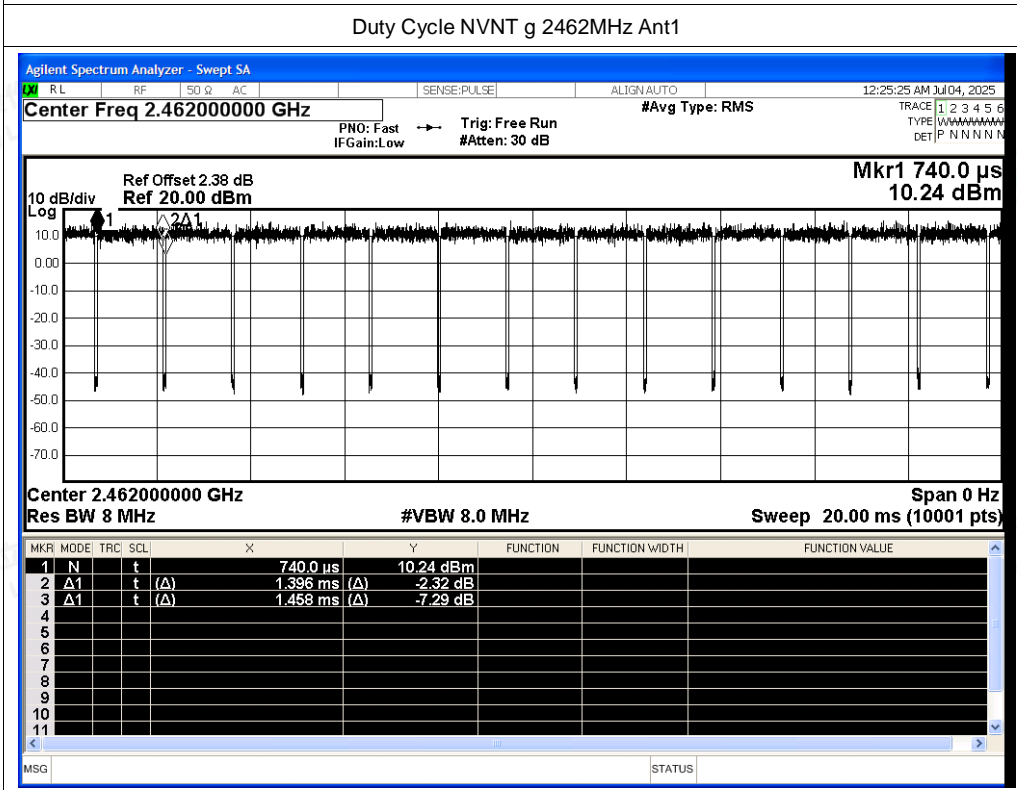 Duty Cycle NVNT g 2462MHz Ant1
Agilent Spectrum Analyzer - Swept SA
LXI RL RF 50 Ω AC SENSE:PULSE ALIGN AUTO 12:25:25 AM Jul 04, 2025
Center Freq 2.462000000 GHz #Avg Type: RMS TRACE 1 2 3 4 5 6
PNO: Fast Trig: Free Run TYPE WWWWWW
IFGain:Low #Atten: 30 dB DET P N N N N N
Mkr1 740.0 µs
Ref Offset 2.38 dB
10 dB/div Ref 20.00 dBm 10.24 dBm
Log
1 2Δ1
10.0
0.00
-10.0
-20.0
-30.0
-40.0
-50.0
-60.0
-70.0
Center 2.462000000 GHz Span 0 Hz
Res BW 8 MHz #VBW 8.0 MHz Sweep 20.00 ms (10001 pts)
MKR MODE TRC SCL X Y FUNCTION FUNCTION WIDTH FUNCTION VALUE
1 N t 740.0 µs 10.24 dBm
2 Δ1 t (Δ) 1.396 ms (Δ) -2.32 dB
3 Δ1 t (Δ) 1.458 ms (Δ) -7.29 dB
4
5
6
7
8
9
10
11
MSG STATUS